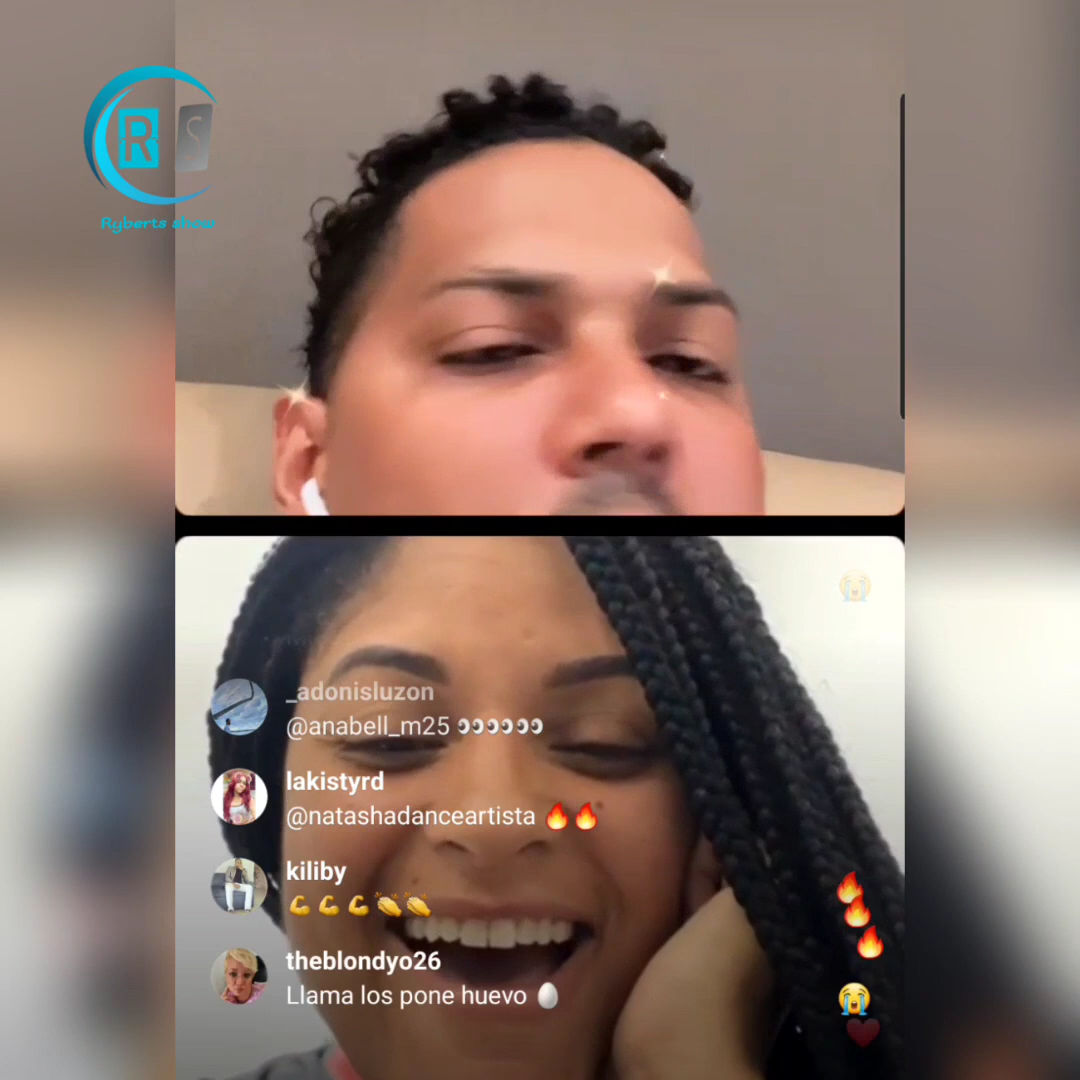 R S
Ryberts show
_adonisluzon
@anabell_m25 👀👀👀
lakistyrd
@natashadanceartista 🔥🔥
kiliby
💪💪💪👏👏
theblondyo26
Llama los pone huevo 🥚